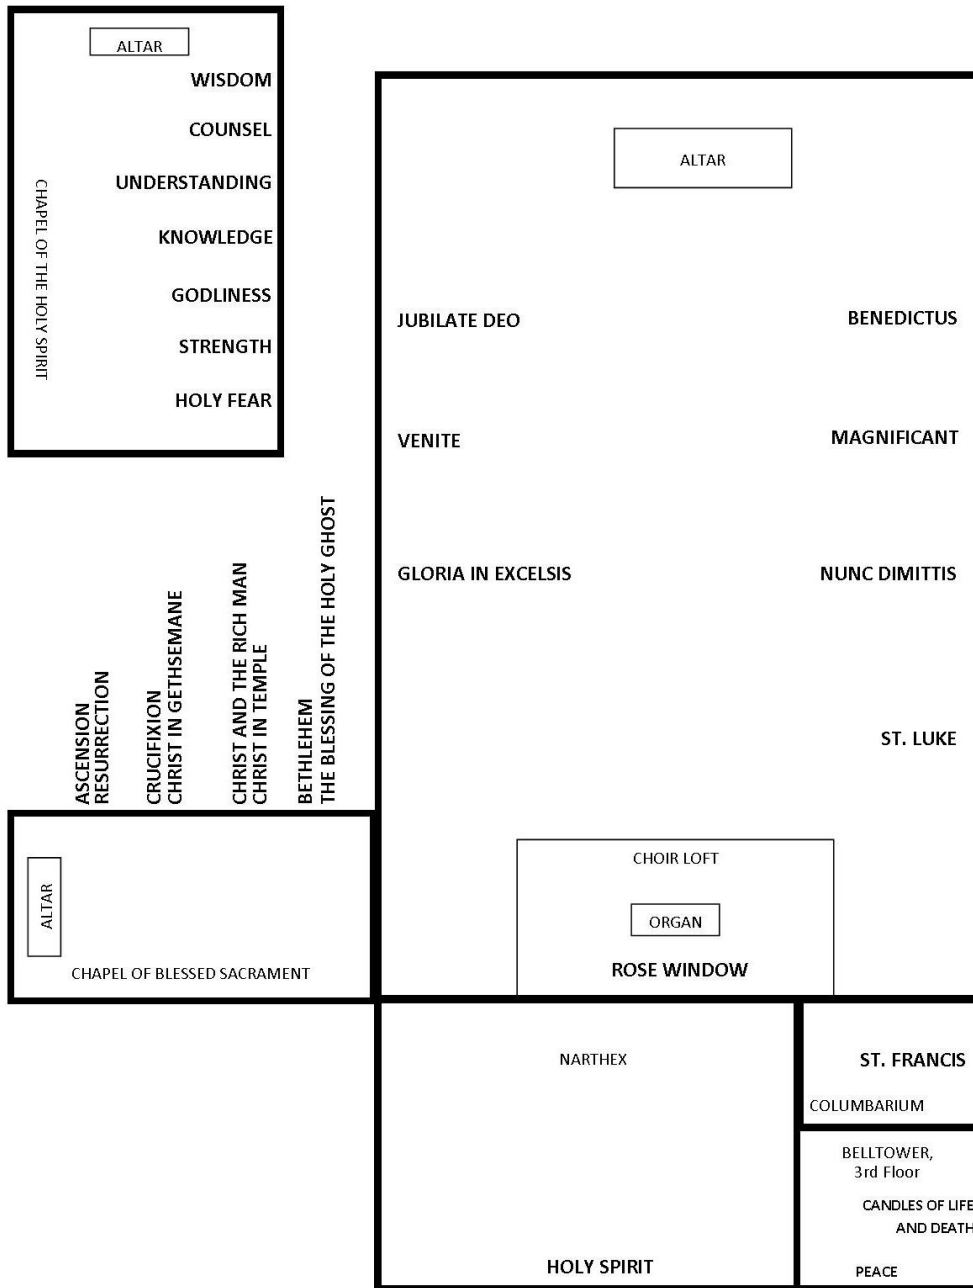 ALTAR
WISDOM
COUNSEL
UNDERSTANDING
KNOWLEDGE
GODLINESS
STRENGTH
HOLY FEAR
CHAPEL OF THE HOLY SPIRIT
ALTAR
JUBILATE DEO
BENEDICTUS
VENITE
MAGNIFICANT
GLORIA IN EXCELSIS
NUNC DIMITTIS
ST. LUKE
ASCENSION
RESURRECTION
CRUCIFIXION
CHRIST IN GETHSEMANE
CHRIST AND THE RICH MAN
CHRIST IN TEMPLE
BETHLEHEM
THE BLESSING OF THE HOLY GHOST
ALTAR
CHAPEL OF BLESSED SACRAMENT
CHOIR LOFT
ORGAN
ROSE WINDOW
NARTHEX
HOLY SPIRIT
ST. FRANCIS
COLUMBARIUM
BELLTOWER,
3rd Floor
CANDLES OF LIFE
AND DEATH
PEACE